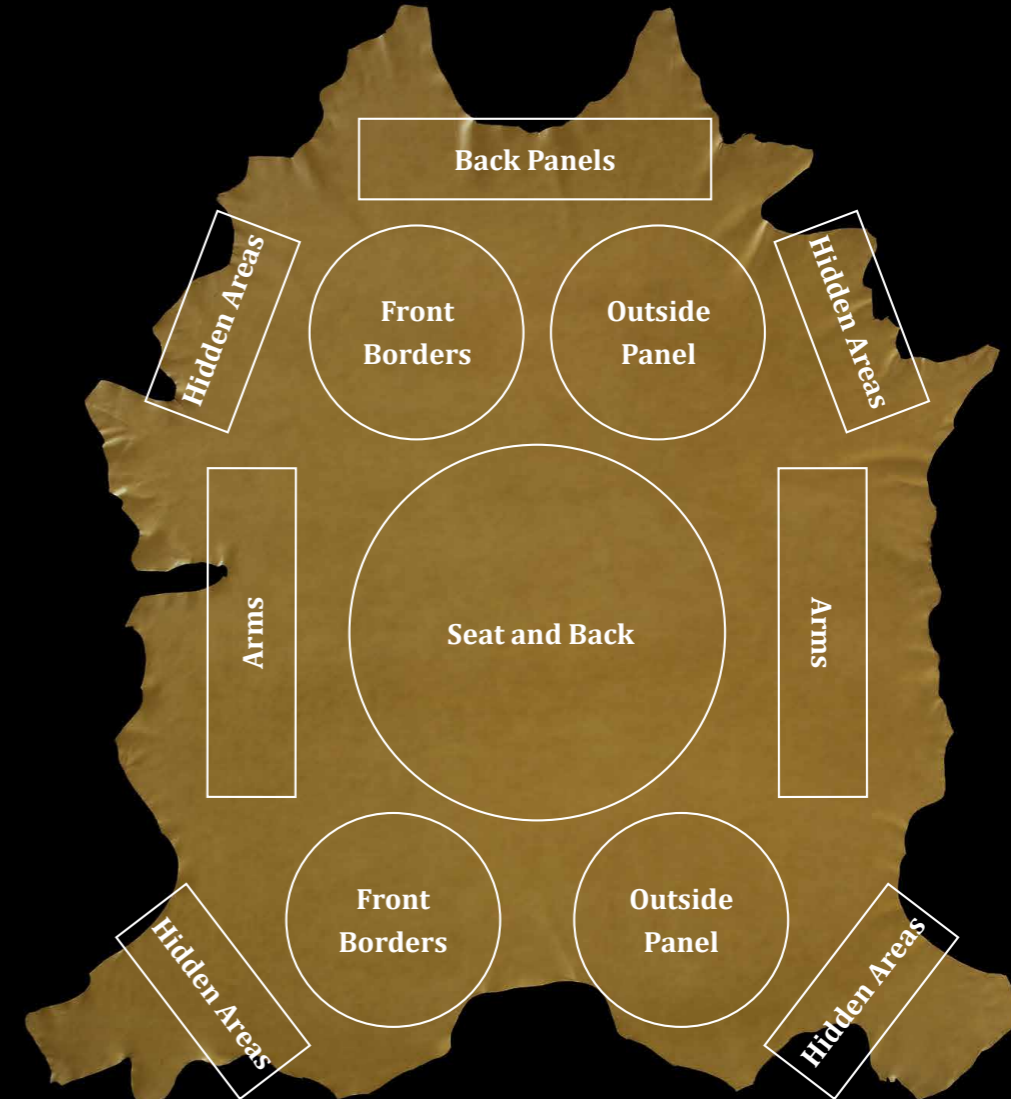 Back Panels
Hidden Areas
Front
Borders
Outside
Panel
Hidden Areas
Arms
Seat and Back
Arms
Front
Borders
Outside
Panel
Hidden Areas
Hidden Areas